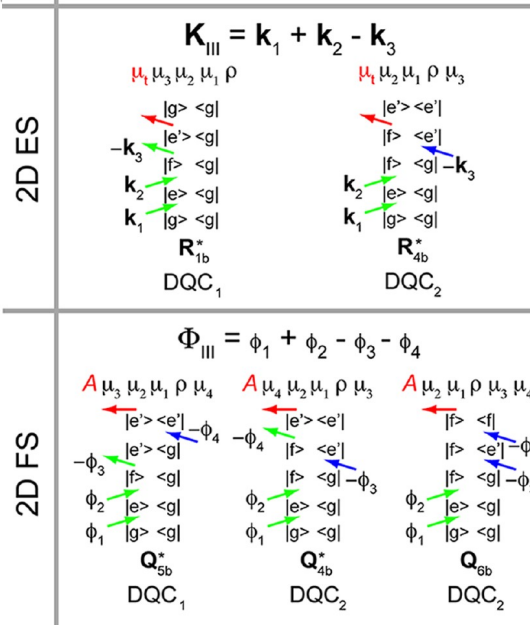 K_III = k_1 + k_2 - k_3
2D ES
μ_t μ_3 μ_2 μ_1 ρ
|g> <g|
|e'> <g|
-k_3
|f> <g|
k_2
|e> <g|
k_1
|g> <g|
R*_1b
DQC_1
μ_t μ_2 μ_1 ρ μ_3
|e'> <e'|
|f> <e'|
|f> <g|
-k_3
k_2
|e> <g|
k_1
|g> <g|
R*_4b
DQC_2
Φ_III = ϕ_1 + ϕ_2 - ϕ_3 - ϕ_4
2D FS
A μ_3 μ_2 μ_1 ρ μ_4
|e'> <e'|
-ϕ_4
|e'> <g|
-ϕ_3
|f> <g|
ϕ_2
|e> <g|
ϕ_1
|g> <g|
Q*_5b
DQC_1
A μ_4 μ_2 μ_1 ρ μ_3
|e'> <e'|
-ϕ_4
|f> <e'|
|f> <g|
-ϕ_3
ϕ_2
|e> <g|
ϕ_1
|g> <g|
Q*_4b
DQC_2
A μ_2 μ_1 ρ μ_3 μ_4
|f> <f|
-ϕ
|f> <e'|
|f> <g|
-ϕ
ϕ_2
|e> <g|
ϕ_1
|g> <g|
Q_6b
DQC_2